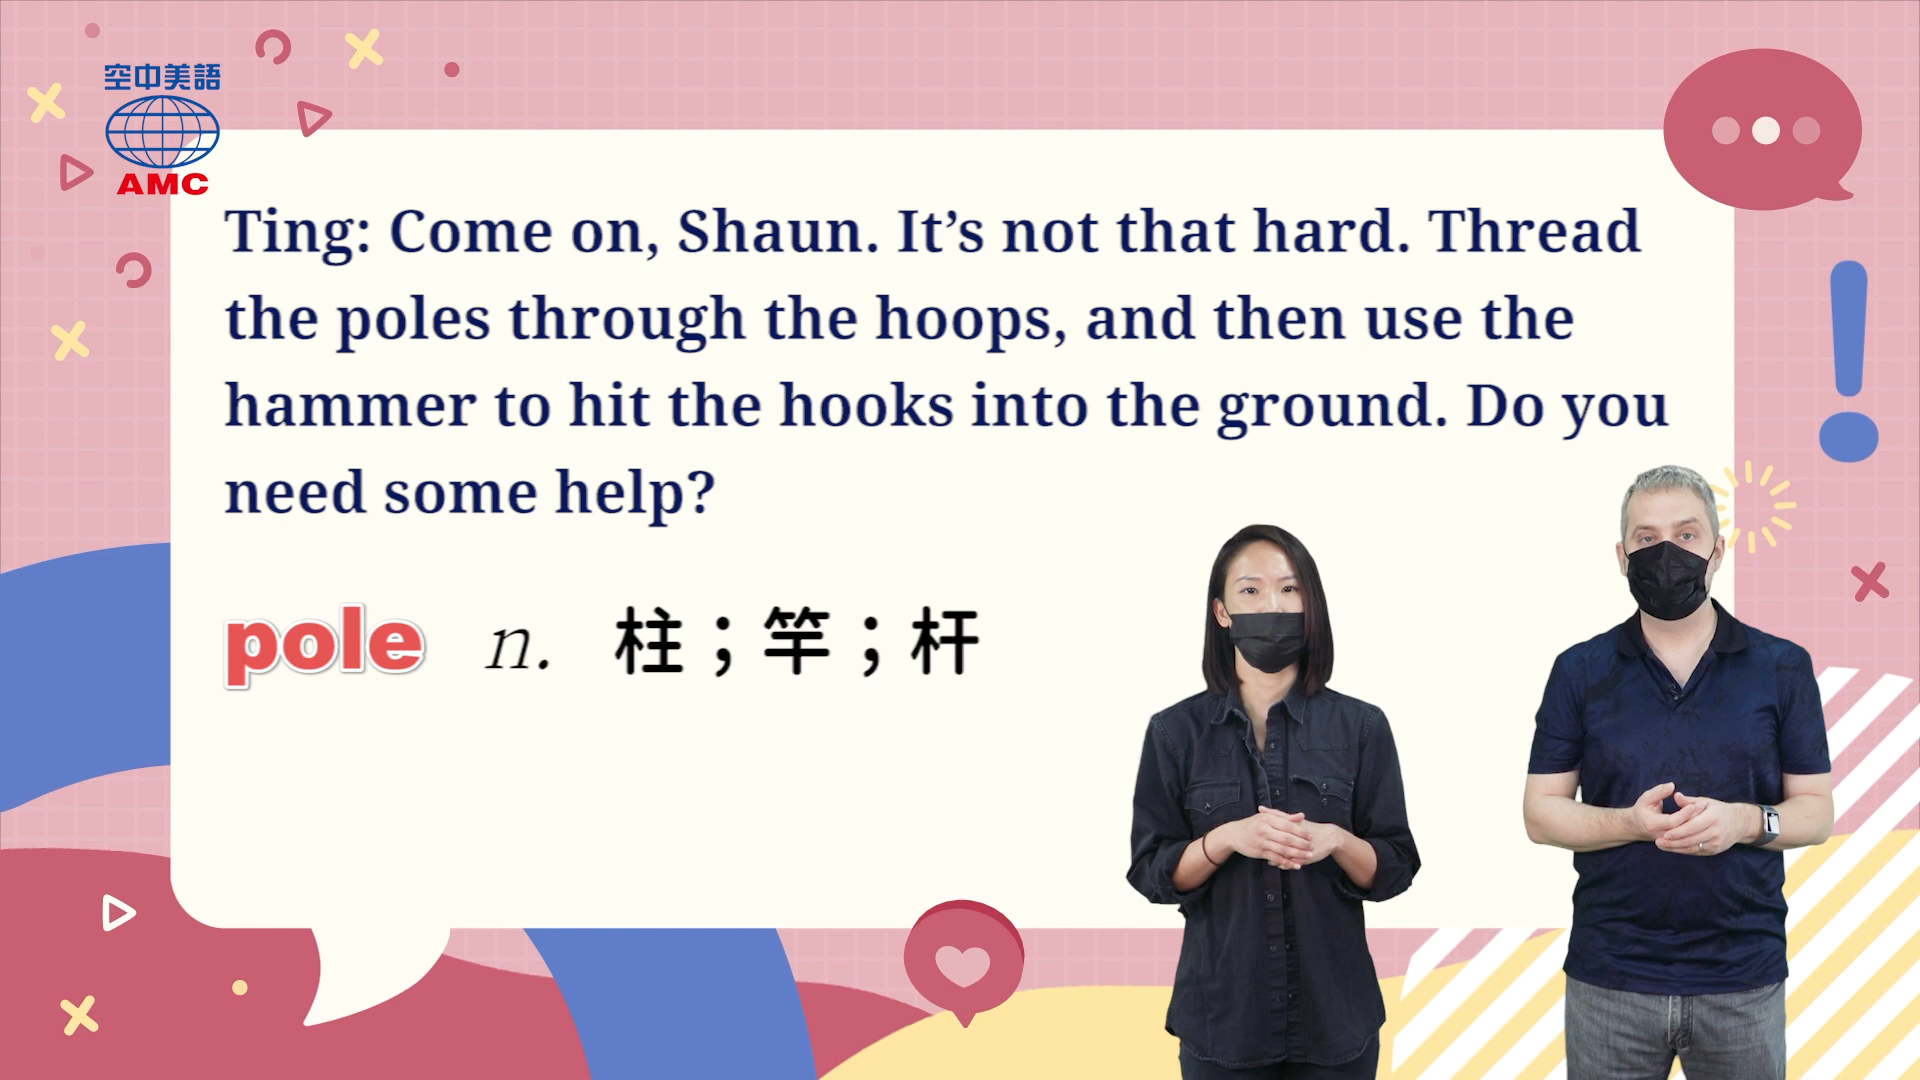 空中美語
AMC
Ting: Come on, Shaun. It’s not that hard. Thread
the poles through the hoops, and then use the
hammer to hit the hooks into the ground. Do you
need some help?
pole n. 柱；竿；杆